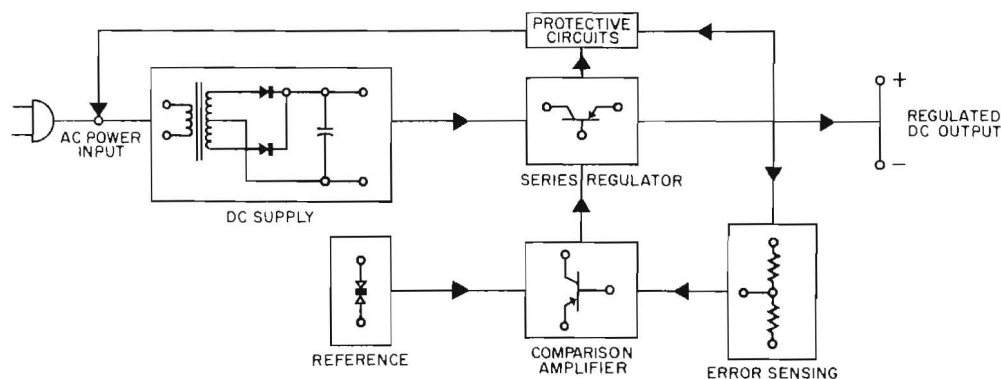 PROTECTIVE
CIRCUITS
AC POWER
INPUT
DC SUPPLY
SERIES REGULATOR
+
REGULATED
DC OUTPUT
−
REFERENCE
COMPARISON
AMPLIFIER
ERROR SENSING